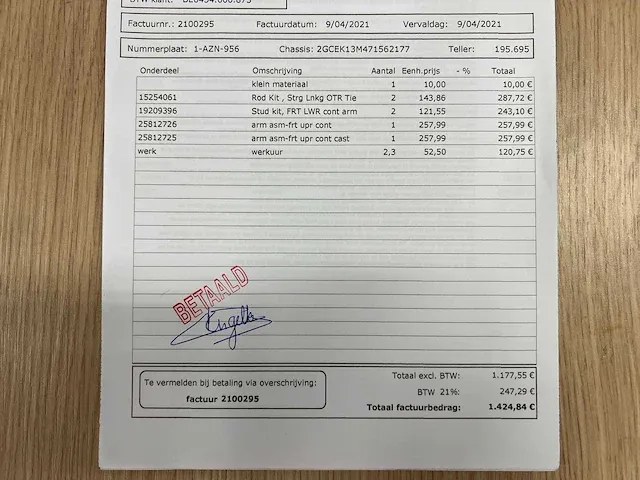 Factuurnr.: 2100295 Factuurdatum: 9/04/2021 Vervaldag: 9/04/2021
Nummerplaat: 1-AZN-956 Chassis: 2GCEK13M471562177 Teller: 195.695
Onderdeel Omschrijving Aantal Eenh.prijs - % Totaal
klein materiaal 1 10,00 10,00 €
15254061 Rod Kit , Strg Lnkg OTR Tie 2 143,86 287,72 €
19209396 Stud kit, FRT LWR cont arm 2 121,55 243,10 €
25812726 arm asm-frt upr cont 1 257,99 257,99 €
25812725 arm asm-frt upr cont cast 1 257,99 257,99 €
werk werkuur 2,3 52,50 120,75 €
BETAALD
Te vermelden bij betaling via overschrijving:
factuur 2100295
Totaal excl. BTW: 1.177,55 €
BTW 21%: 247,29 €
Totaal factuurbedrag: 1.424,84 €